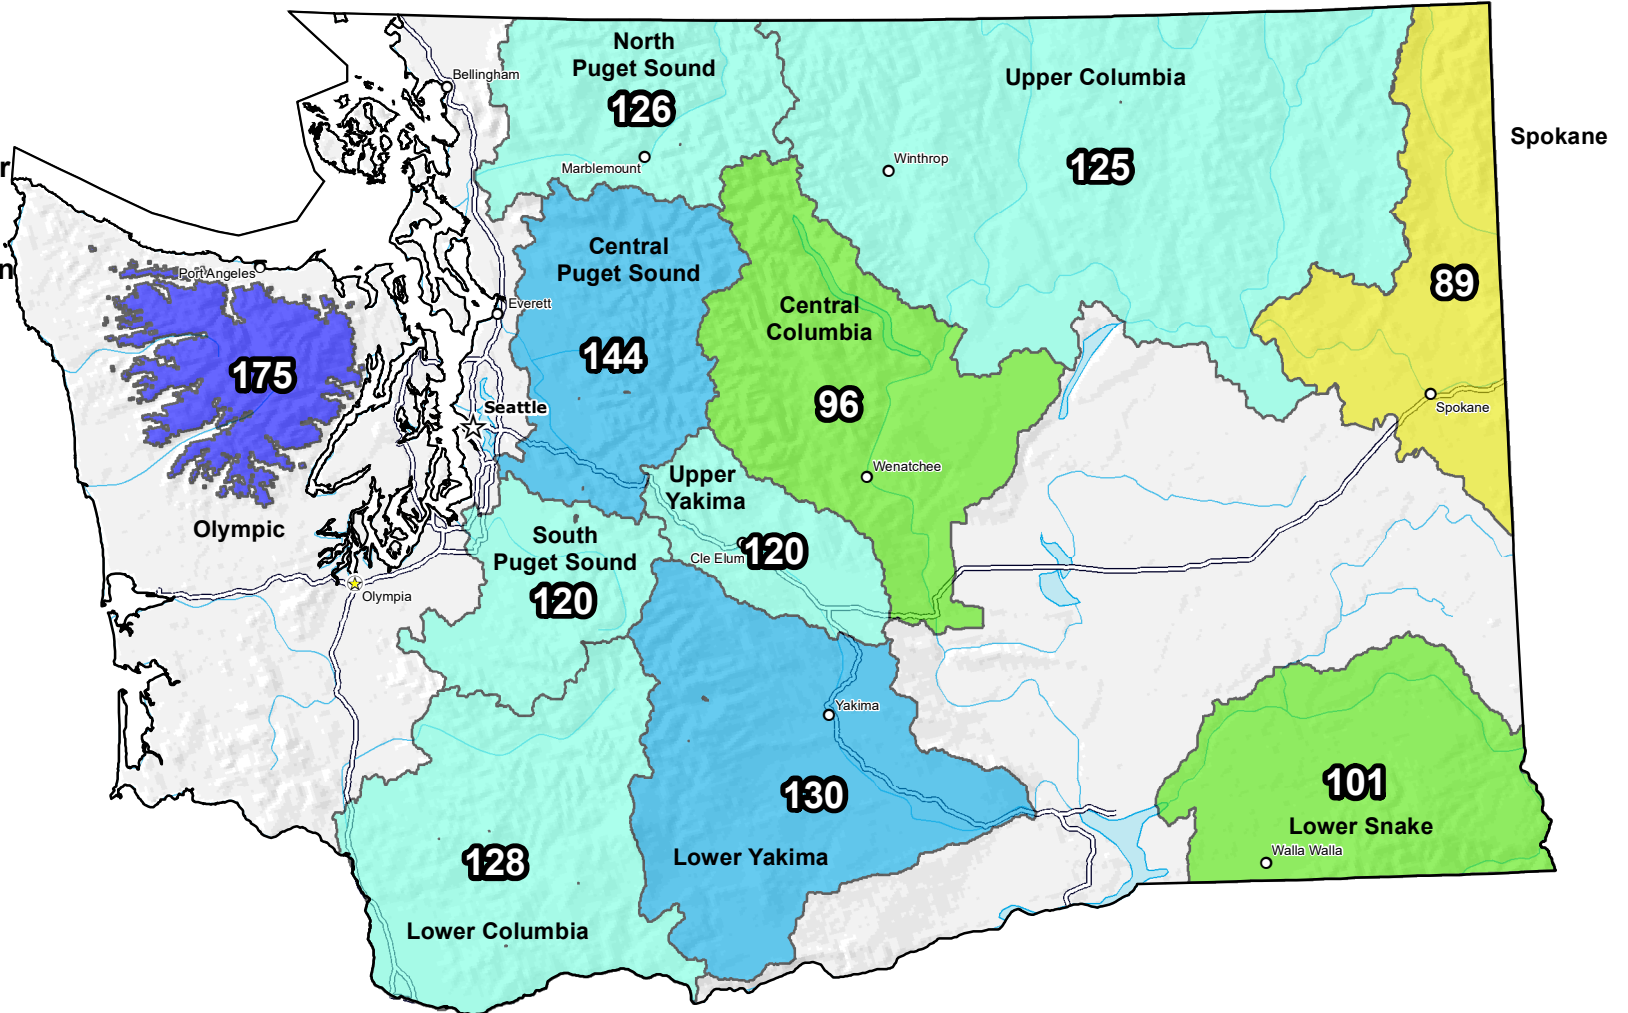 North
Puget Sound
126
Bellingham
Marblemount
Upper Columbia
125
Winthrop
Spokane
89
r
n
Port Angeles
175
Olympic
Everett
Central
Puget Sound
144
Seattle
Central
Columbia
96
Wenatchee
Spokane
Upper
Yakima
120
Cle Elum
South
Puget Sound
120
Olympia
Yakima
130
Lower Yakima
101
Lower Snake
Walla Walla
128
Lower Columbia